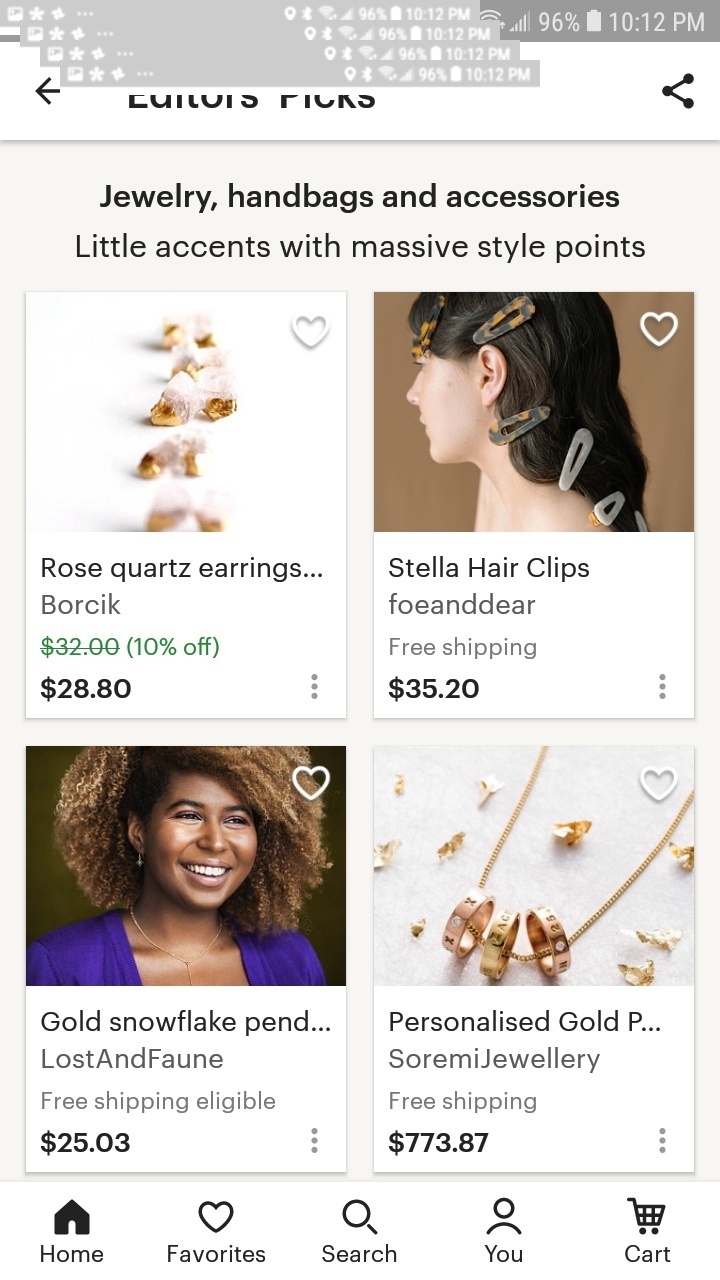 96% 10:12 PM 96% 10:12 PM
96% 10:12 PM
96% 10:12 PM
96% 10:12 PM
Editors' Picks
Jewelry, handbags and accessories
Little accents with massive style points
Rose quartz earrings...
Borcik
$32.00 (10% off)
$28.80
Stella Hair Clips
foeanddear
Free shipping
$35.20
Gold snowflake pend...
LostAndFaune
Free shipping eligible
$25.03
Personalised Gold P...
SoremiJewellery
Free shipping
$773.87
Home Favorites Search You Cart